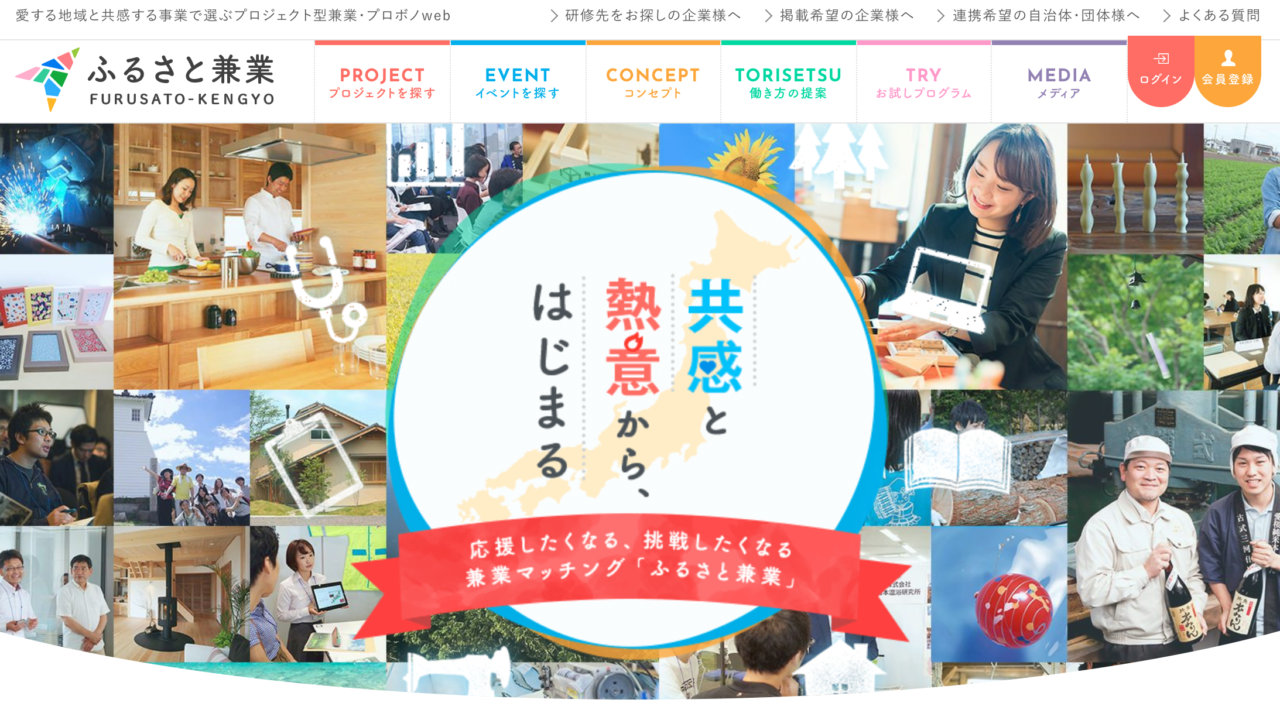 愛する地域と共感する事業で選ぶプロジェクト型兼業・プロボノweb
研修先をお探しの企業様へ
掲載希望の企業様へ
連携希望の自治体・団体様へ
よくある質問
ふるさと兼業
FURUSATO-KENGYO
PROJECT
プロジェクトを探す
EVENT
イベントを探す
CONCEPT
コンセプト
TORISETSU
働き方の提案
TRY
お試しプログラム
MEDIA
メディア
ログイン
会員登録
共感と
熱意から、
はじまる
応援したくなる、挑戦したくなる
兼業マッチング「ふるさと兼業」